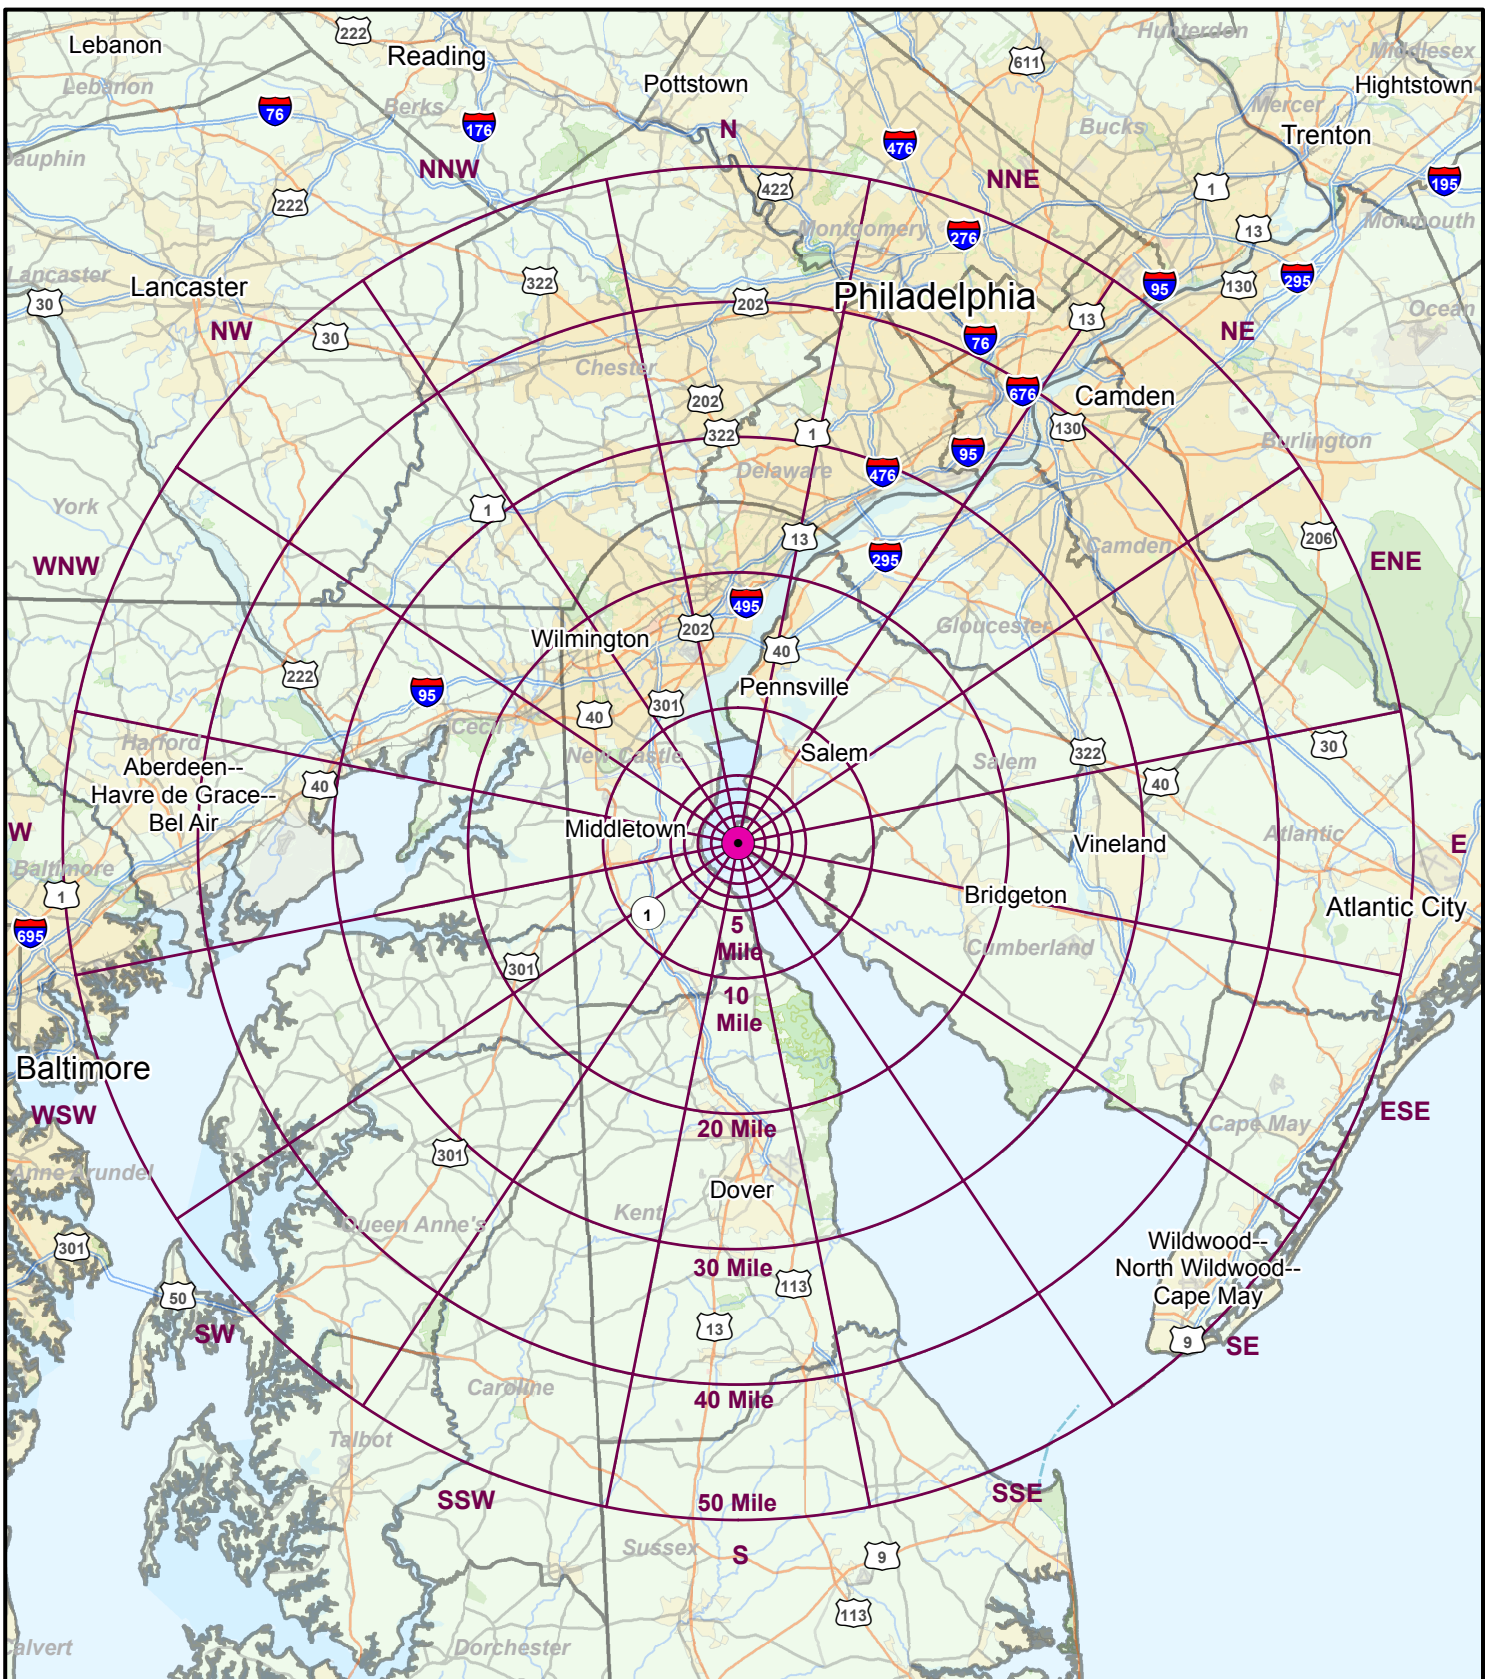 Lebanon
222
Reading
Hunterdon
Middlesex
611
Pottstown
Hightstown
Lebanon
Berks
76
Mercer
176
N
Bucks
Trenton
476
NNW
NNE
195
422
1
222
Montgomery
276
13
Monmouth
Lancaster
Lancaster
322
95
130
295
30
202
Philadelphia
Ocean
NW
30
13
NE
76
Chester
676
Camden
202
322
1
130
95
Burlington
Delaware
476
York
1
13
206
WNW
295
Camden
ENE
495
Wilmington
202
Gloucester
40
222
95
Pennsville
301
40
Cecil
30
Harford
New Castle
Salem
Salem
322
Aberdeen--
Havre de Grace--
Bel Air
40
40
W
Middletown
Vineland
Atlantic
E
Baltimore
1
Bridgeton
Atlantic City
695
1
5
Mile
Cumberland
301
10
Mile
Baltimore
WSW
ESE
20 Mile
Cape May
301
Anne Arundel
Dover
Queen Anne's
Kent
301
Wildwood--
North Wildwood--
Cape May
30 Mile
50
113
SW
13
9
SE
Caroline
40 Mile
Talbot
SSW
50 Mile
SSE
Sussex
S
9
113
Dorchester